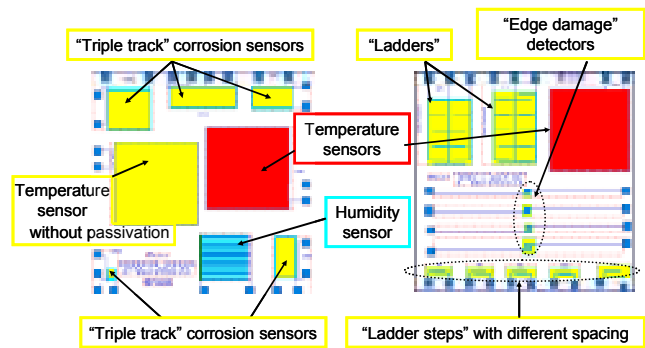 “Triple track” corrosion sensors
“Ladders”
“Edge damage”
detectors
Temperature
sensors
Temperature
sensor
without passivation
Humidity
sensor
“Triple track” corrosion sensors
“Ladder steps” with different spacing